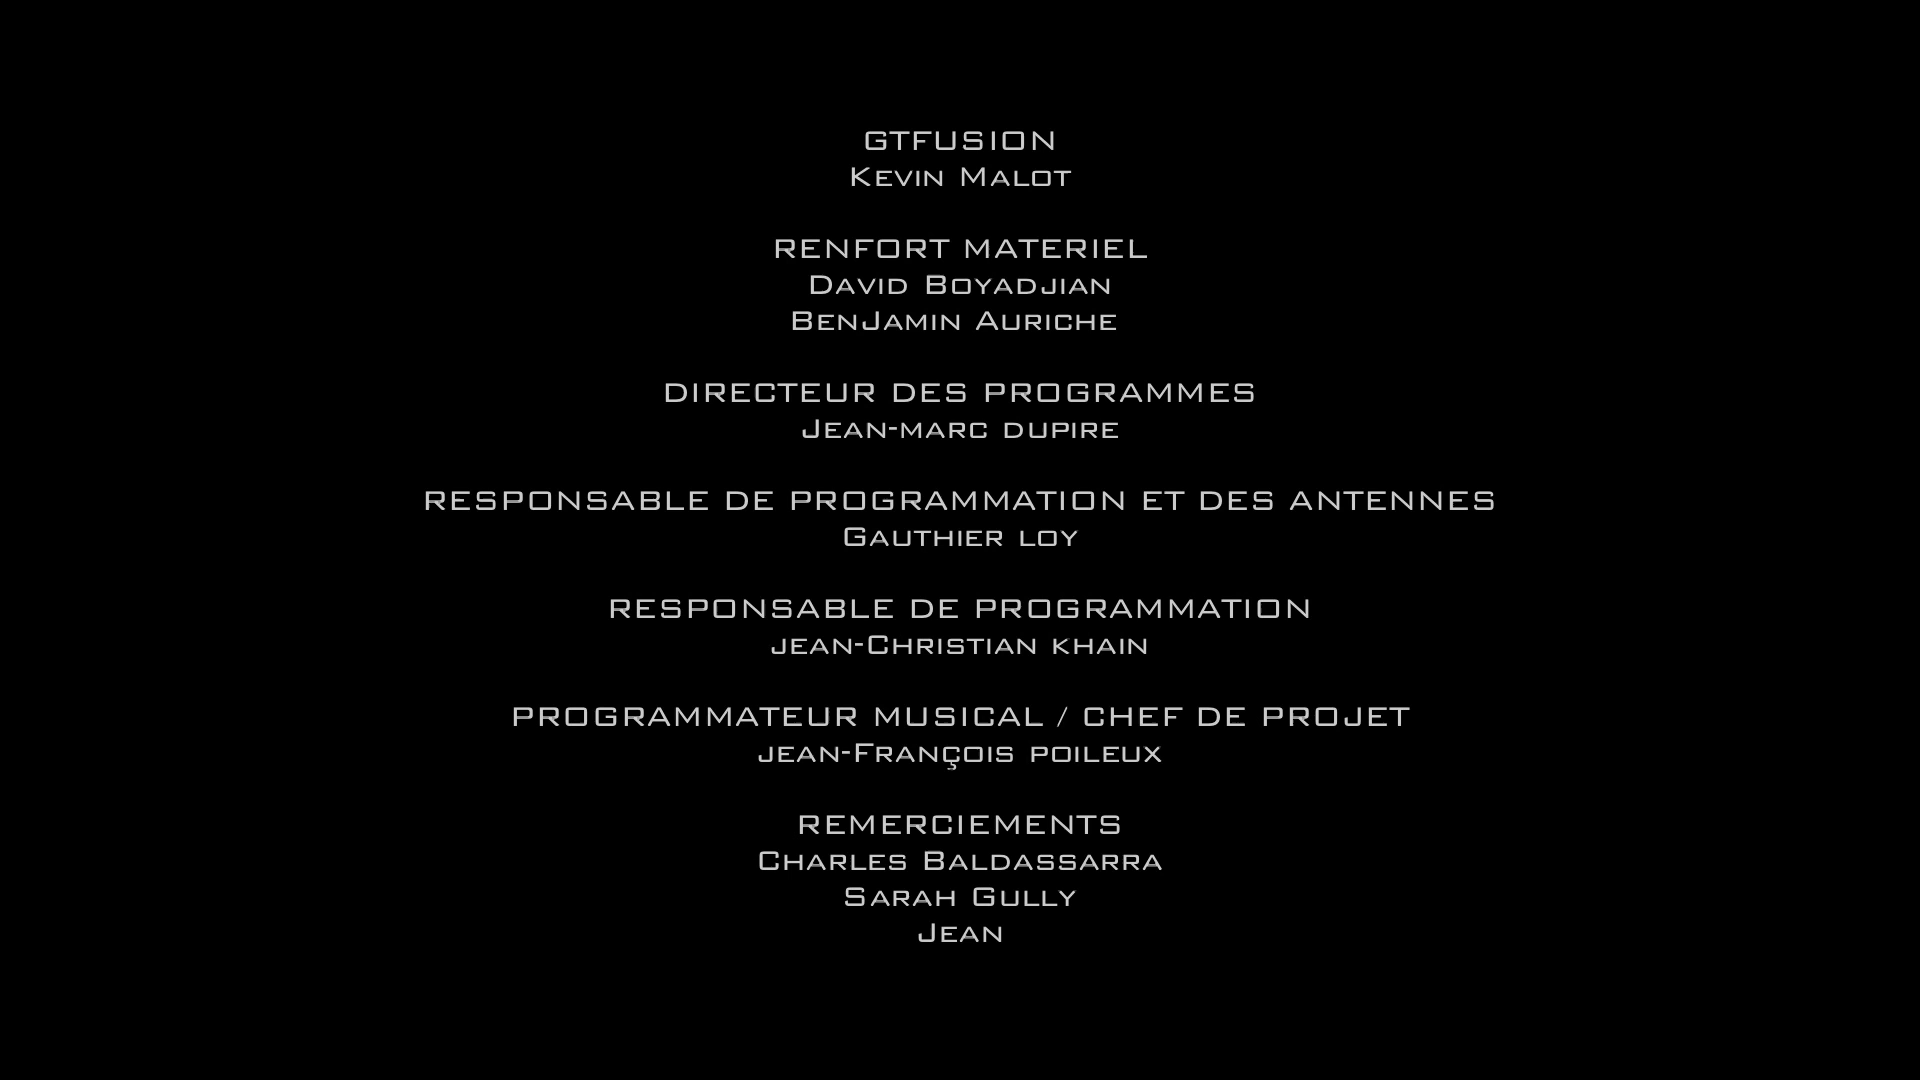 GTFUSION
Kevin Malot
RENFORT MATERIEL
David Boyadjian
BenJamin Auriche
DIRECTEUR DES PROGRAMMES
Jean-marc dupire
RESPONSABLE DE PROGRAMMATION ET DES ANTENNES
Gauthier loy
RESPONSABLE DE PROGRAMMATION
jean-Christian khain
PROGRAMMATEUR MUSICAL / CHEF DE PROJET
jean-François poileux
REMERCIEMENTS
Charles Baldassarra
Sarah Gully
Jean